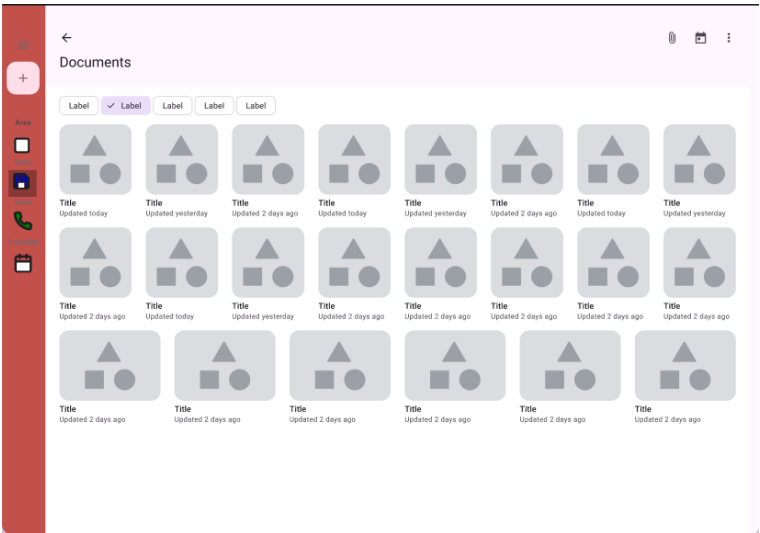 Documents
Area
Label
Label
Label
Label
Label
Title Title Title Title Title Title Title Title
Updated today Updated yesterday Updated 2 days ago Updated today Updated yesterday Updated 2 days ago Updated today Updated yesterday
Title Title Title Title Title Title Title Title
Updated 2 days ago Updated today Updated yesterday Updated 2 days ago Updated 2 days ago Updated 2 days ago Updated 2 days ago Updated 2 days ago
Title Title Title Title Title Title
Updated 2 days ago Updated 2 days ago Updated 2 days ago Updated 2 days ago Updated 2 days ago Updated 2 days ago